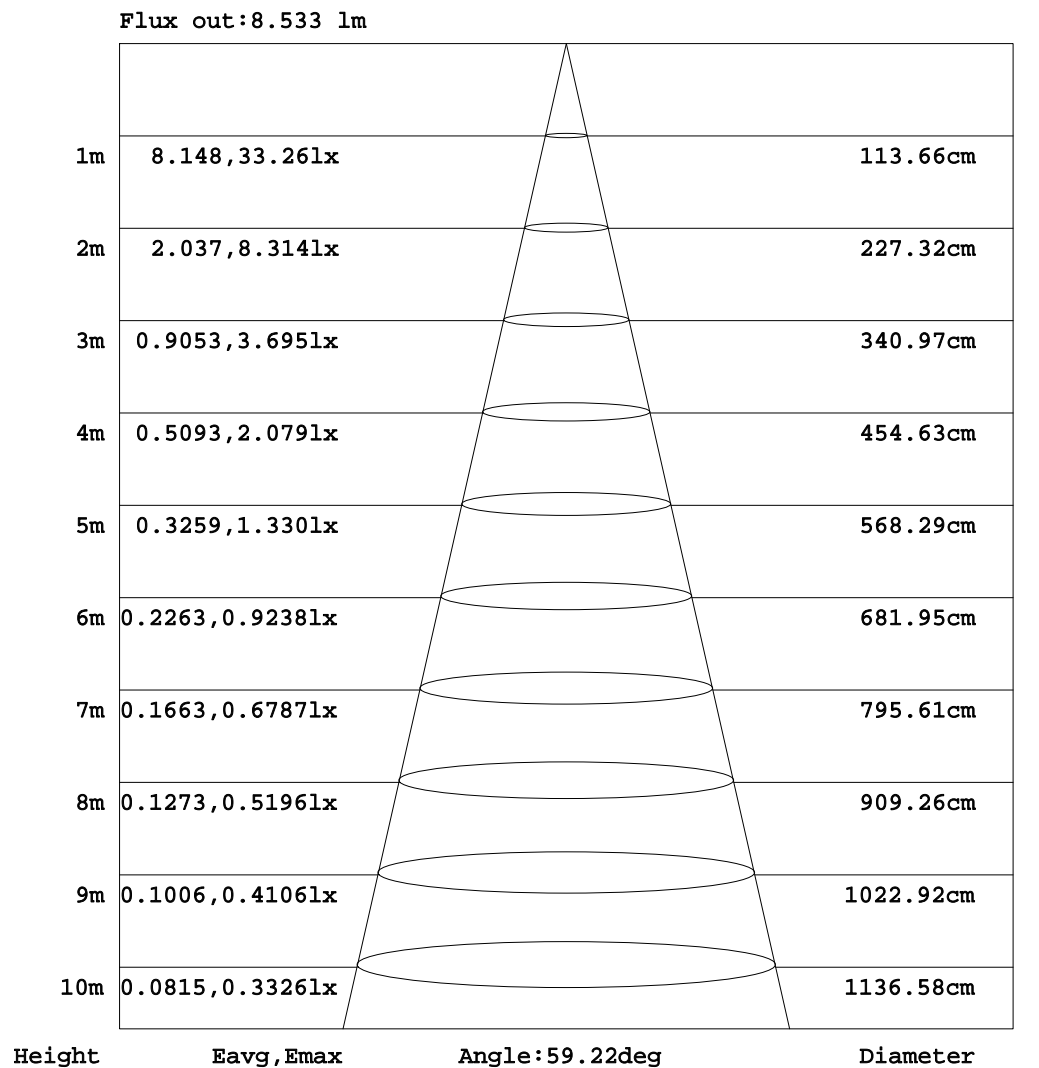 Flux out:8.533 lm
1m 8.148,33.26lx 113.66cm
2m 2.037,8.314lx 227.32cm
3m 0.9053,3.695lx 340.97cm
4m 0.5093,2.079lx 454.63cm
5m 0.3259,1.330lx 568.29cm
6m 0.2263,0.9238lx 681.95cm
7m 0.1663,0.6787lx 795.61cm
8m 0.1273,0.5196lx 909.26cm
9m 0.1006,0.4106lx 1022.92cm
10m 0.0815,0.3326lx 1136.58cm
Height Eavg,Emax Angle:59.22deg Diameter